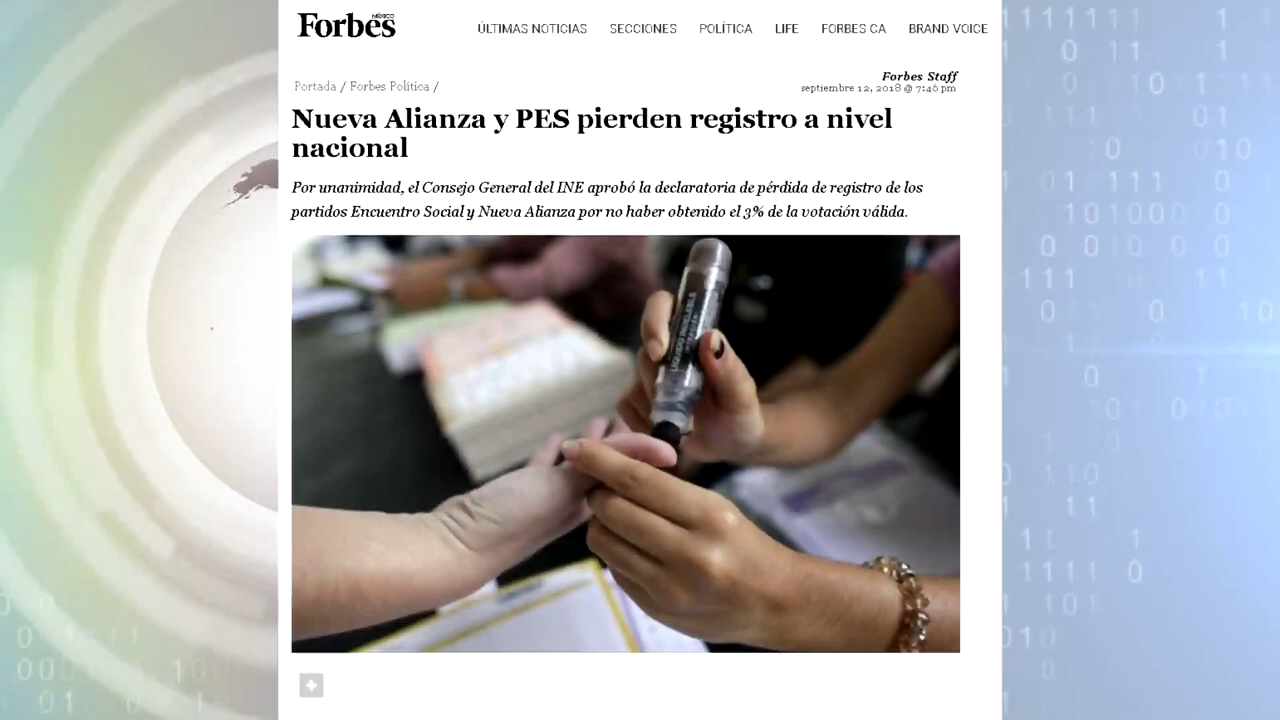 Forbes
MÉXICO
ÚLTIMAS NOTICIAS SECCIONES POLÍTICA LIFE FORBES CA BRAND VOICE
Forbes Staff
septiembre 12, 2018 @ 7:46 pm
Portada / Forbes Política /
Nueva Alianza y PES pierden registro a nivel
nacional
Por unanimidad, el Consejo General del INE aprobó la declaratoria de pérdida de registro de los
partidos Encuentro Social y Nueva Alianza por no haber obtenido el 3% de la votación válida.
LÍQUIDO INDELEBLE